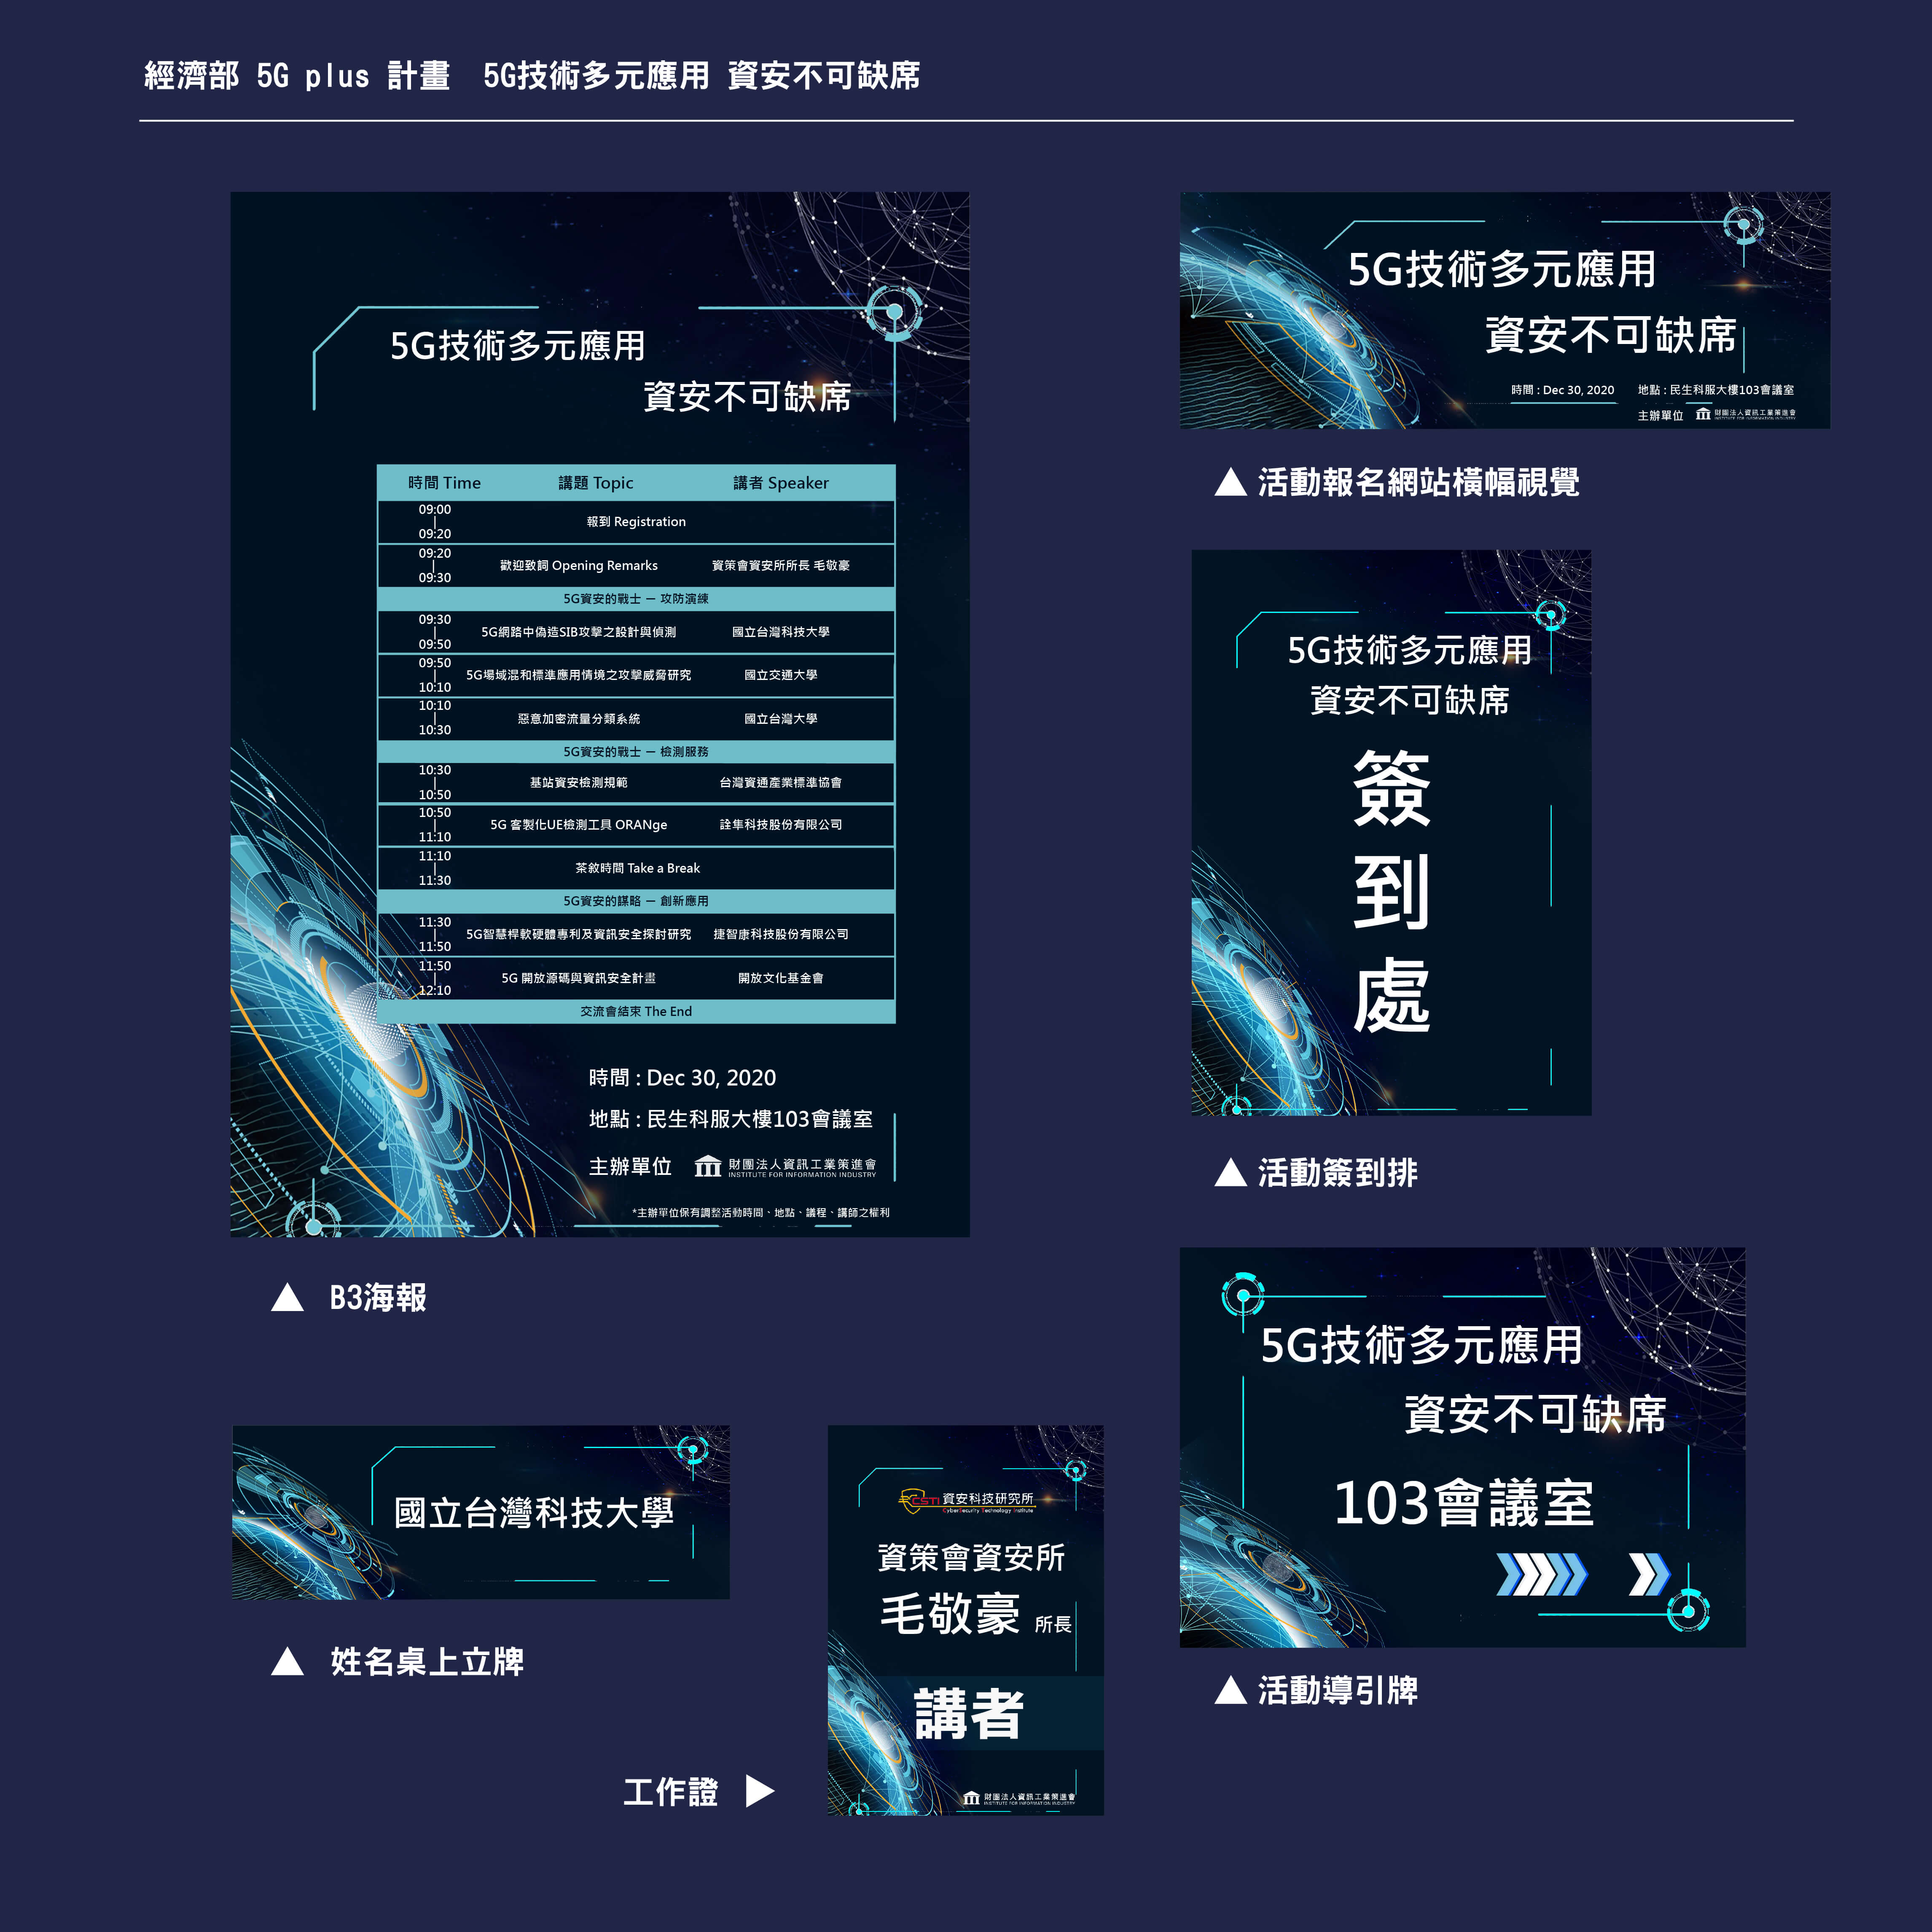 經濟部 5G plus 計畫　5G技術多元應用 資安不可缺席
5G技術多元應用
資安不可缺席
時間 Time 講題 Topic 講者 Speaker
09:00
|
09:20
報到 Registration
09:20
|
09:30
歡迎致詞 Opening Remarks 資策會資安所所長 毛敬豪
5G資安的戰士 － 攻防演練
09:30
|
09:50
5G網路中偽造SIB攻擊之設計與偵測 國立台灣科技大學
09:50
|
10:10
5G場域混和標準應用情境之攻擊威脅研究 國立交通大學
10:10
|
10:30
惡意加密流量分類系統 國立台灣大學
5G資安的戰士 － 檢測服務
10:30
|
10:50
基站資安檢測規範 台灣資通產業標準協會
10:50
|
11:10
5G 客製化UE檢測工具 ORANge 詮隼科技股份有限公司
11:10
|
11:30
茶敘時間 Take a Break
5G資安的謀略 － 創新應用
11:30
|
11:50
5G智慧桿軟硬體專利及資訊安全探討研究 捷智康科技股份有限公司
11:50
|
12:10
5G 開放源碼與資訊安全計畫 開放文化基金會
交流會結束 The End
時間 : Dec 30, 2020
地點 : 民生科服大樓103會議室
主辦單位 財團法人資訊工業策進會
INSTITUTE FOR INFORMATION INDUSTRY
*主辦單位保有調整活動時間、地點、議程、講師之權利
▲ B3海報
5G技術多元應用
資安不可缺席
時間 : Dec 30, 2020 地點 : 民生科服大樓103會議室
主辦單位 財團法人資訊工業策進會
INSTITUTE FOR INFORMATION INDUSTRY
▲ 活動報名網站橫幅視覺
5G技術多元應用
資安不可缺席
簽
到
處
▲ 活動簽到排
5G技術多元應用
資安不可缺席
103會議室
▲ 活動導引牌
國立台灣科技大學
▲ 姓名桌上立牌
CSTI 資安科技研究所
CyberSecurity Technology Institute
資策會資安所
毛敬豪 所長
講者
財團法人資訊工業策進會
INSTITUTE FOR INFORMATION INDUSTRY
工作證 ▶